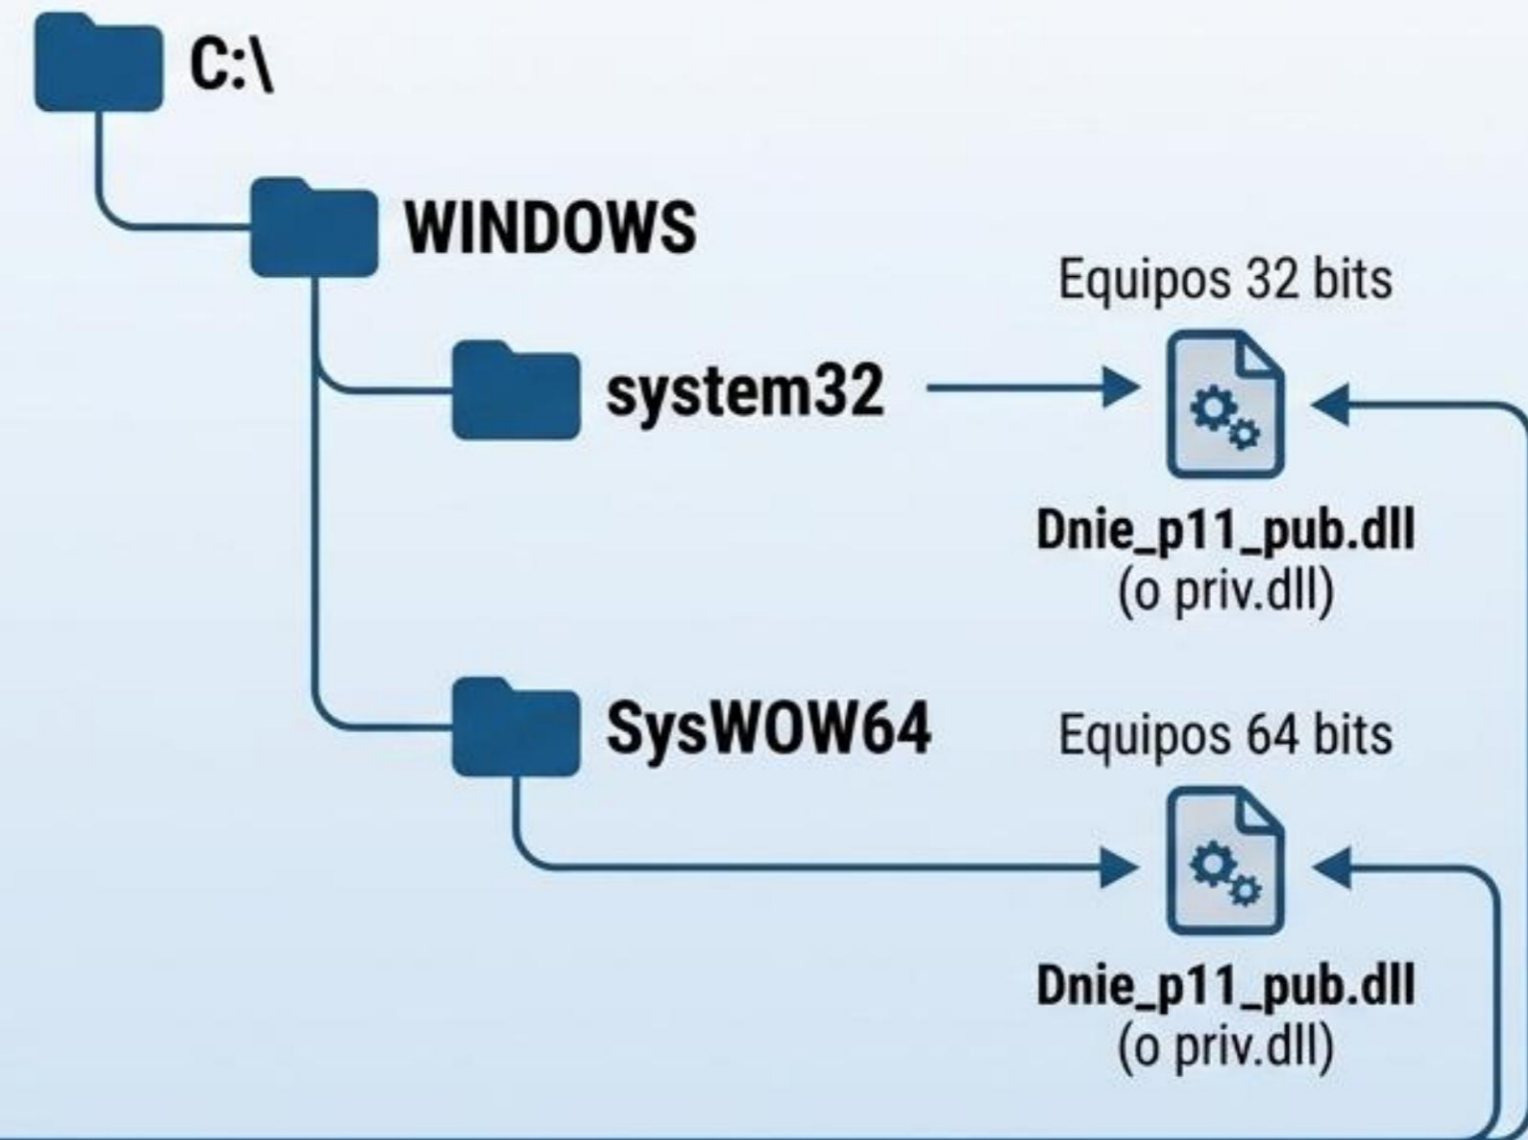 C:\
WINDOWS
Equipos 32 bits
system32
Dnie_p11_pub.dll
(o priv.dll)
SysWOW64
Equipos 64 bits
Dnie_p11_pub.dll
(o priv.dll)